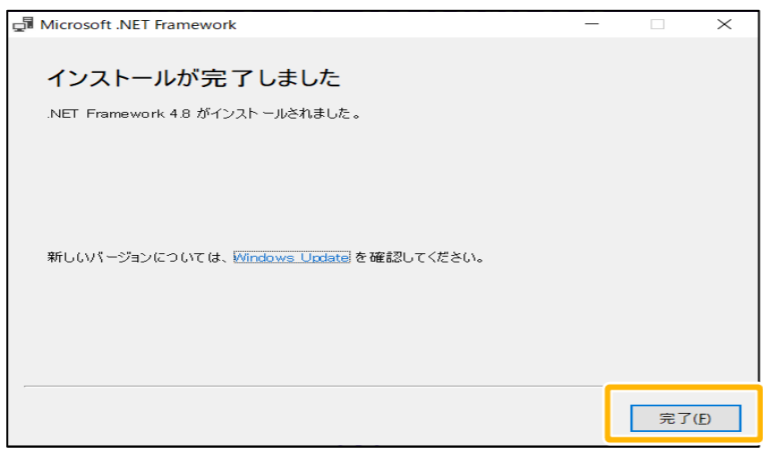 Microsoft .NET Framework
インストールが完了しました
.NET Framework 4.8 がインストールされました。
新しいバージョンについては、Windows Update を確認してください。
完了(F)